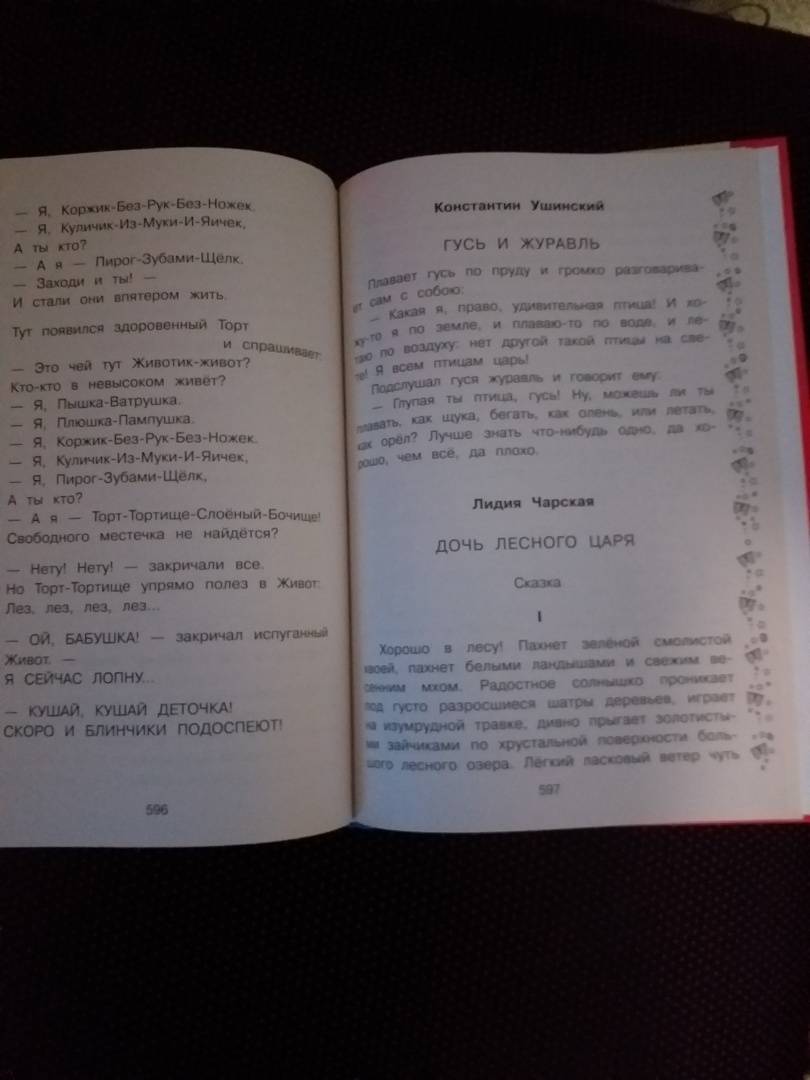 — Я, Коржик-Без-Рук-Без-Ножек.
— Я, Куличик-Из-Муки-И-Яичек,
А ты кто?
— А я — Пирог-Зубами-Щёлк.
— Заходи и ты! —
И стали они впятером жить.
Тут появился здоровенный Торт
и спрашивает:
— Это чей тут Животик-живот?
Кто-кто в невысоком живёт?
— Я, Пышка-Ватрушка.
— Я, Плюшка-Пампушка.
— Я, Коржик-Без-Рук-Без-Ножек.
— Я, Куличик-Из-Муки-И-Яичек,
— Я, Пирог-Зубами-Щёлк,
А ты кто?
— А я — Торт-Тортище-Слоёный-Бочище!
Свободного местечка не найдётся?
— Нету! Нету! — закричали все.
Но Торт-Тортище упрямо полез в Живот:
Лез, лез, лез, лез...
— ОЙ, БАБУШКА! — закричал испуганный
Живот. —
Я СЕЙЧАС ЛОПНУ...
— КУШАЙ, КУШАЙ ДЕТОЧКА!
СКОРО И БЛИНЧИКИ ПОДОСПЕЮТ!
596
Константин Ушинский
ГУСЬ И ЖУРАВЛЬ
Плавает гусь по пруду и громко разговарива-
ет сам с собою:
— Какая я, право, удивительная птица! И хо-
жу-то я по земле, и плаваю-то по воде, и ле-
таю по воздуху: нет другой такой птицы на све-
те! Я всем птицам царь!
Подслушал гуся журавль и говорит ему:
— Глупая ты птица, гусь! Ну, можешь ли ты
плавать, как щука, бегать, как олень, или летать,
как орёл? Лучше знать что-нибудь одно, да хо-
рошо, чем всё, да плохо.
Лидия Чарская
ДОЧЬ ЛЕСНОГО ЦАРЯ
Сказка
I
Хорошо в лесу! Пахнет зелёной смолистой
хвоей, пахнет белыми ландышами и свежим ве-
сенним мхом. Радостное солнышко проникает
под густо разросшиеся шатры деревьев, играет
на изумрудной травке, дивно прыгает золотисты-
ми зайчиками по хрустальной поверхности боль-
шого лесного озера. Лёгкий ласковый ветер чуть
597